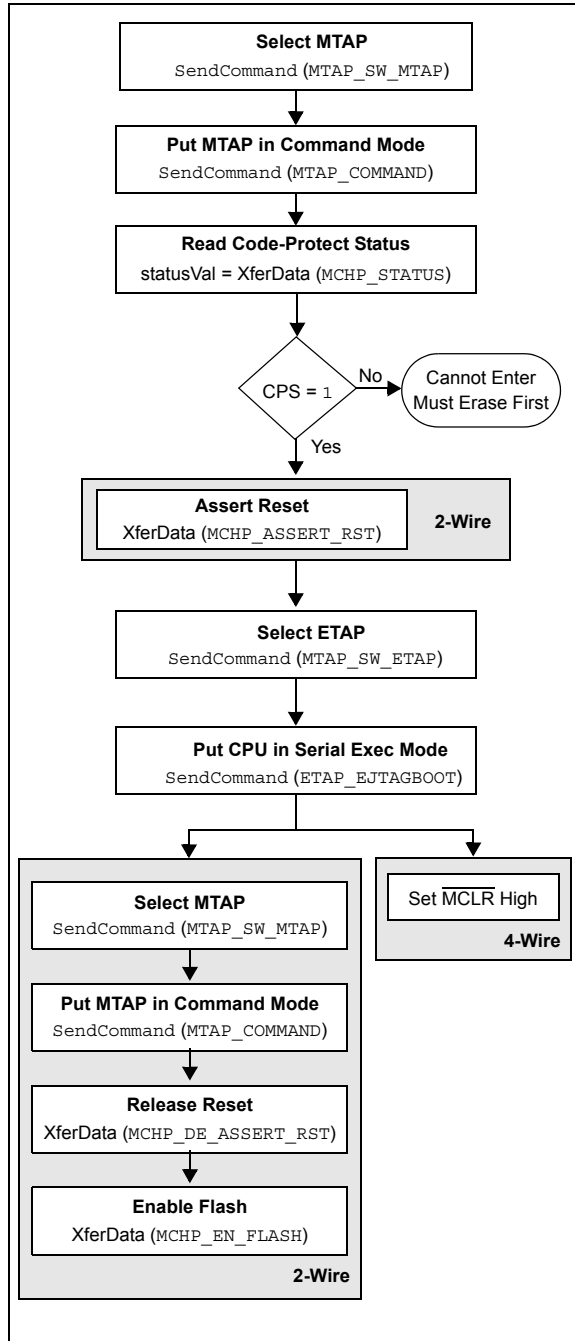 Select MTAP
SendCommand (MTAP_SW_MTAP)
Put MTAP in Command Mode
SendCommand (MTAP_COMMAND)
Read Code-Protect Status
statusVal = XferData (MCHP_STATUS)
CPS = 1
No
Cannot Enter
Must Erase First
Yes
Assert Reset
XferData (MCHP_ASSERT_RST)
2-Wire
Select ETAP
SendCommand (MTAP_SW_ETAP)
Put CPU in Serial Exec Mode
SendCommand (ETAP_EJTAGBOOT)
Select MTAP
SendCommand (MTAP_SW_MTAP)
Put MTAP in Command Mode
SendCommand (MTAP_COMMAND)
Release Reset
XferData (MCHP_DE_ASSERT_RST)
Enable Flash
XferData (MCHP_EN_FLASH)
2-Wire
Set M̅C̅L̅R̅ High
4-Wire